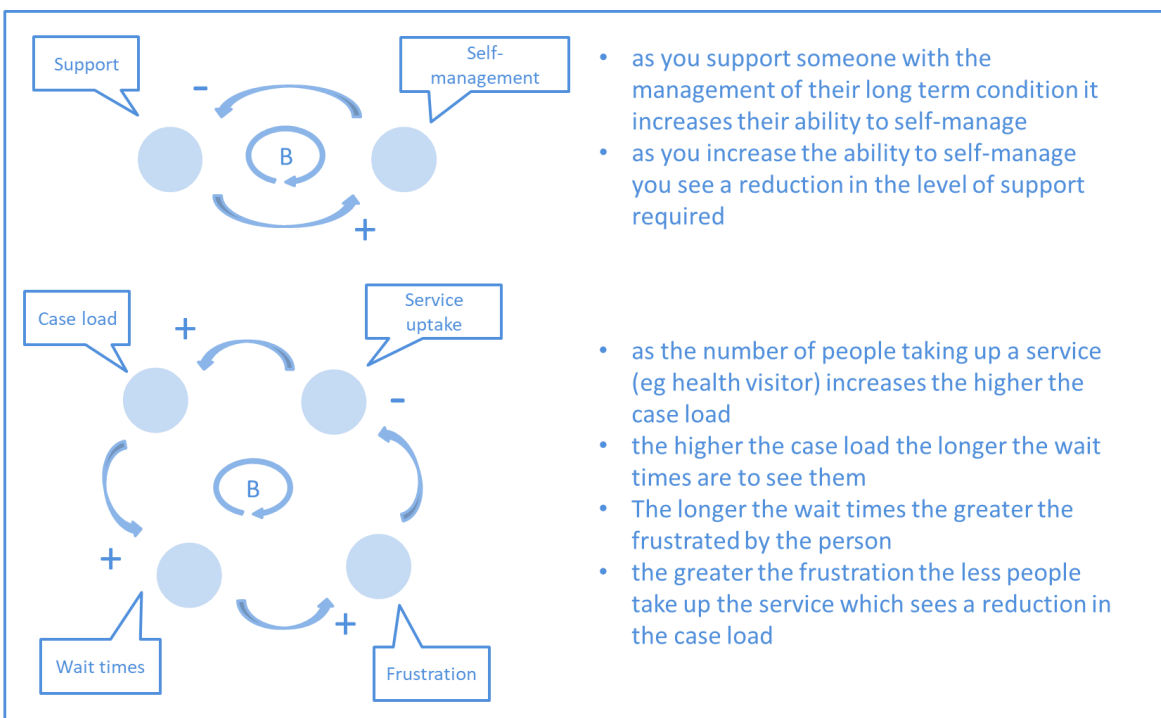 Support
Self-
management
-
B
+
• as you support someone with the
management of their long term condition it
increases their ability to self-manage
• as you increase the ability to self-manage
you see a reduction in the level of support
required
Case load
+
Service
uptake
-
B
+
+
Wait times
Frustration
• as the number of people taking up a service
(eg health visitor) increases the higher the
case load
• the higher the case load the longer the wait
times are to see them
• The longer the wait times the greater the
frustrated by the person
• the greater the frustration the less people
take up the service which sees a reduction in
the case load